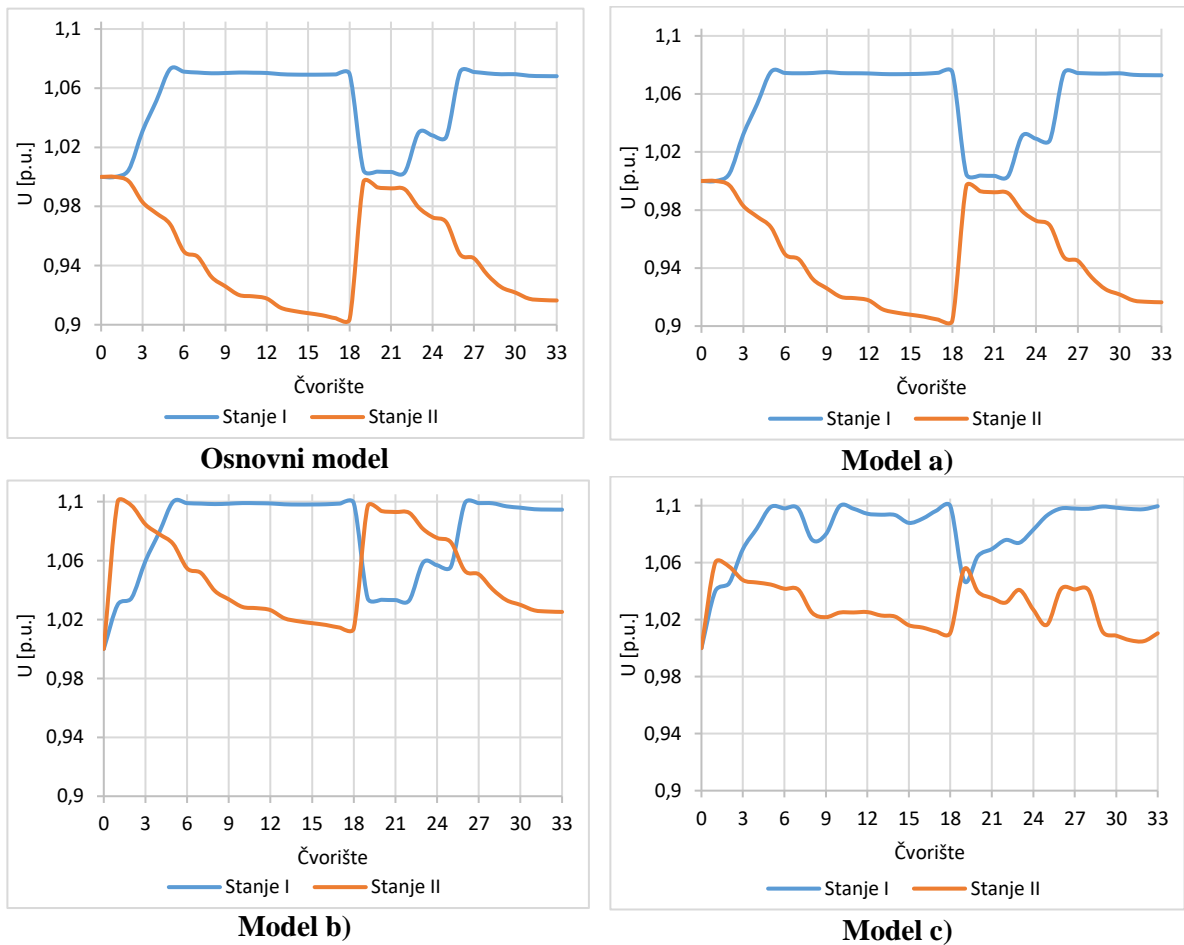 1,1
1,06
1,02
0,98
0,94
0,9
U [p.u.]
0 3 6 9 12 15 18 21 24 27 30 33
Čvorište
Stanje I Stanje II
Osnovni model
1,1
1,06
1,02
0,98
0,94
0,9
U [p.u.]
0 3 6 9 12 15 18 21 24 27 30 33
Čvorište
Stanje I Stanje II
Model a)
1,1
1,06
1,02
0,98
0,94
0,9
U [p.u.]
0 3 6 9 12 15 18 21 24 27 30 33
Čvorište
Stanje I Stanje II
Model b)
1,1
1,06
1,02
0,98
0,94
0,9
U [p.u.]
0 3 6 9 12 15 18 21 24 27 30 33
Čvorište
Stanje I Stanje II
Model c)